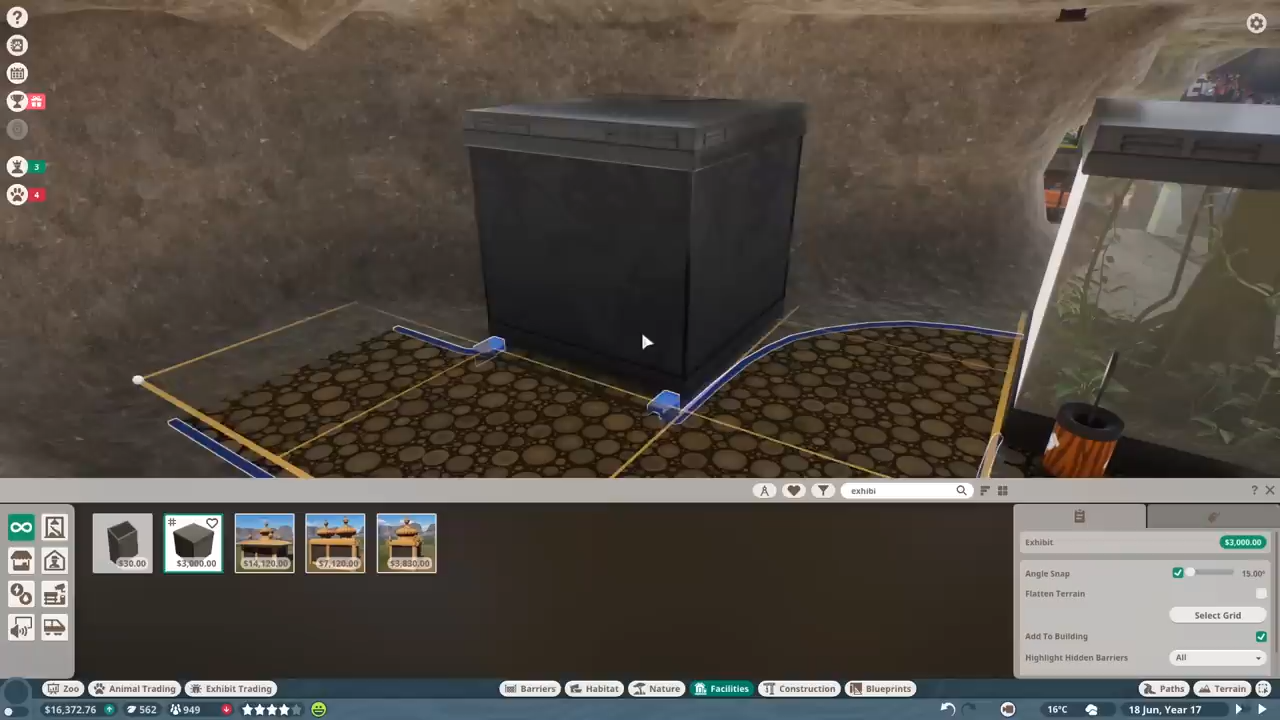 ?
3
4
exhibi
?
$30.00
$3,000.00
$14,120.00
$7,120.00
$3,830.00
Exhibit
$3,000.00
Angle Snap
15.00°
Flatten Terrain
Select Grid
Add To Building
Highlight Hidden Barriers
All
Zoo
Animal Trading
Exhibit Trading
Barriers
Habitat
Nature
Facilities
Construction
Blueprints
Paths
Terrain
$16,372.76
562
949
16°C
18 Jun, Year 17